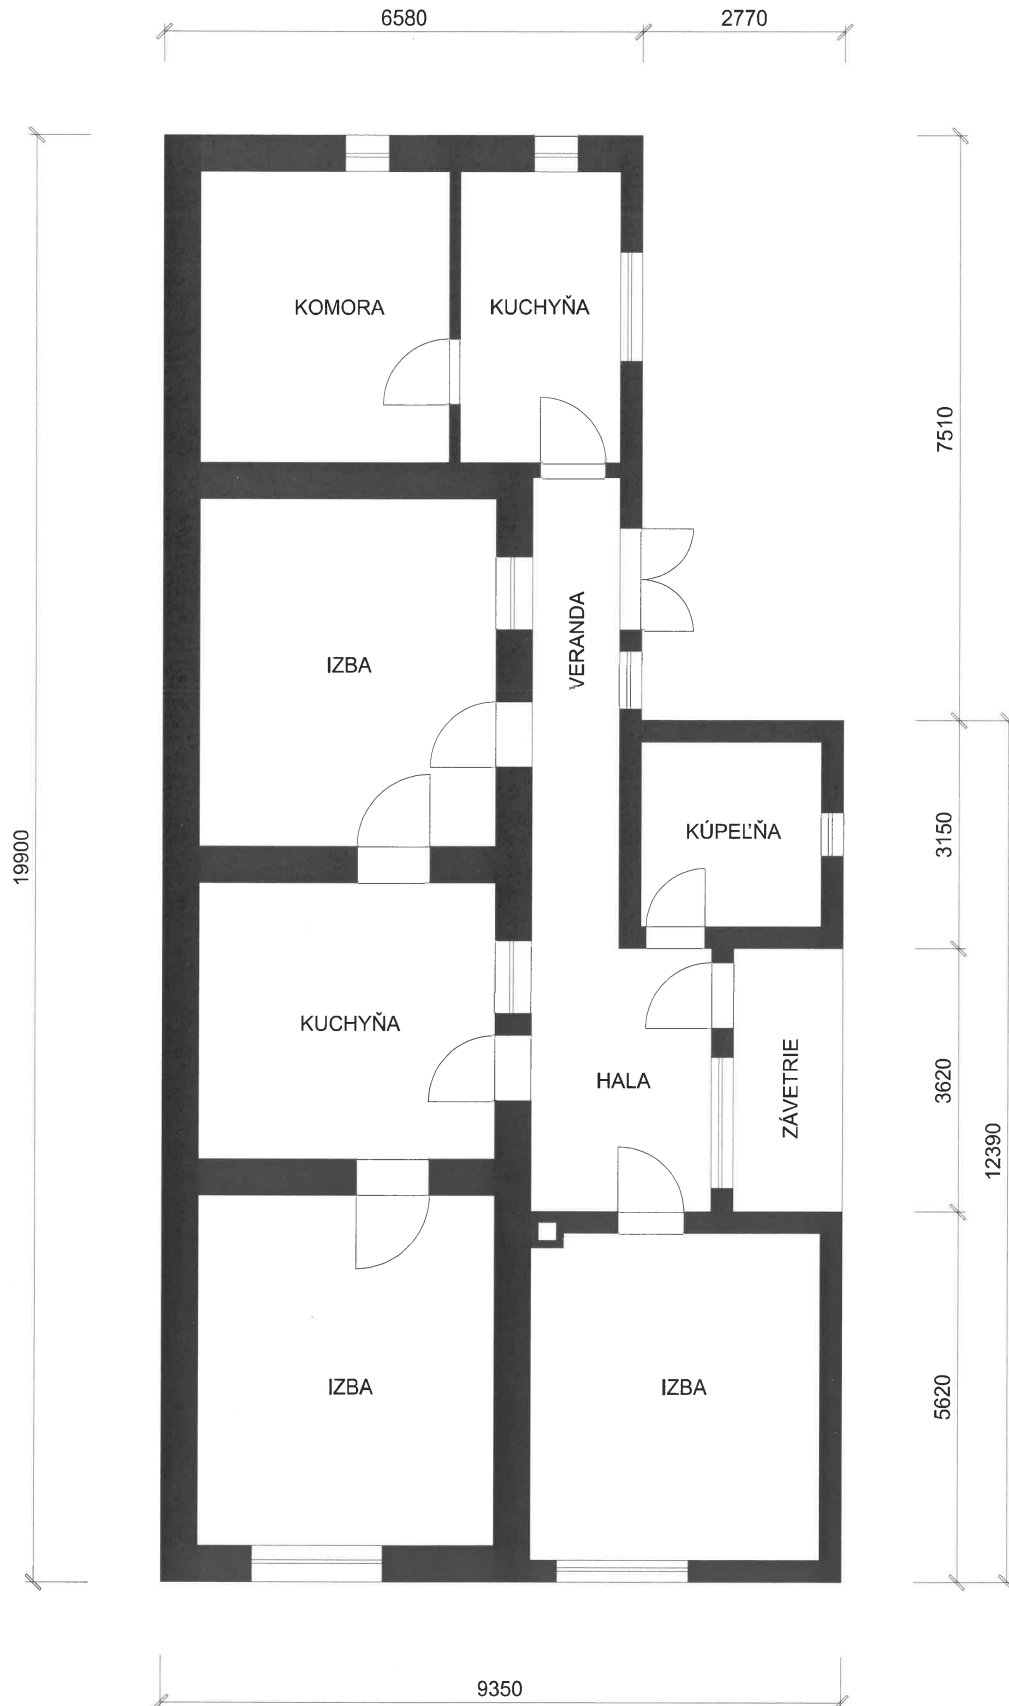 6580
2770
KOMORA
KUCHYŇA
7510
VERANDA
IZBA
KÚPEĽŇA
3150
19900
KUCHYŇA
HALA
ZÁVETRIE
3620
12390
IZBA
IZBA
5620
9350